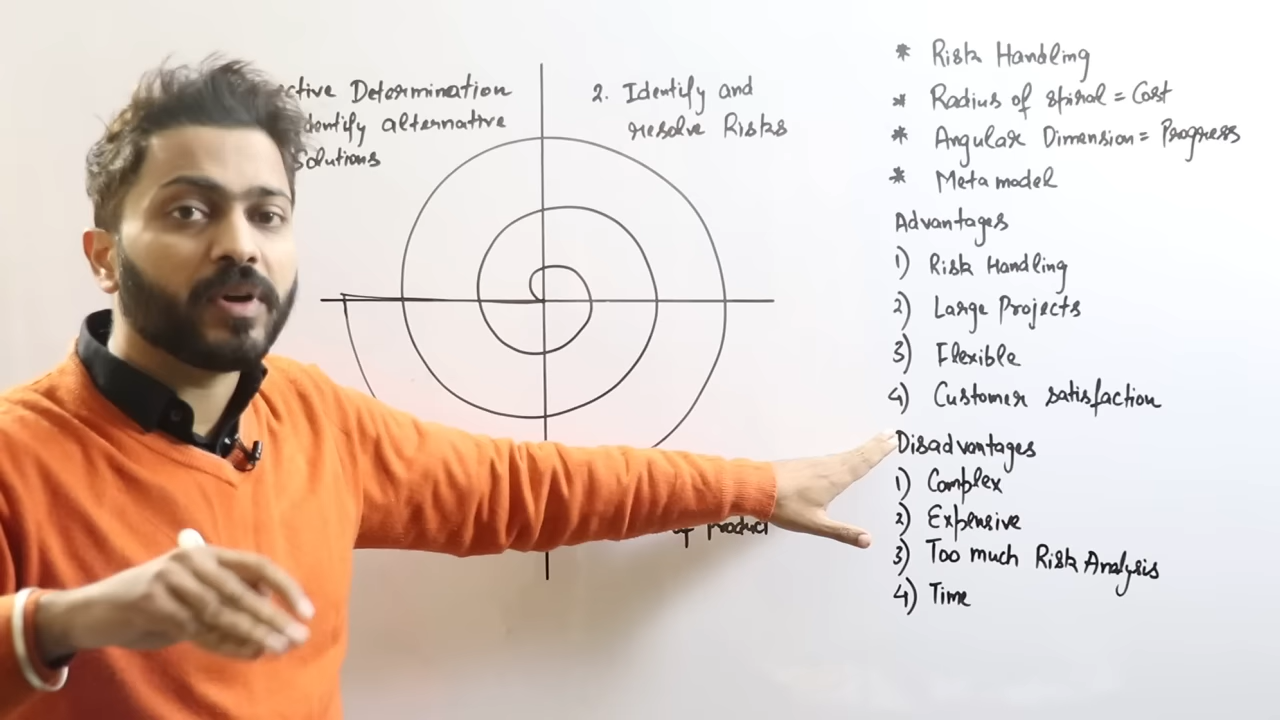 ctive Determination
dentify alternative
Solutions
2. Identify and
resolve Risks
of product
* Risk Handling
* Radius of spiral = Cost
* Angular Dimension = Progress
* Meta model
Advantages
1) Risk Handling
2) Large Projects
3) Flexible
4) Customer satisfaction
Disadvantages
1) Complex
2) Expensive
3) Too much Risk Analysis
4) Time